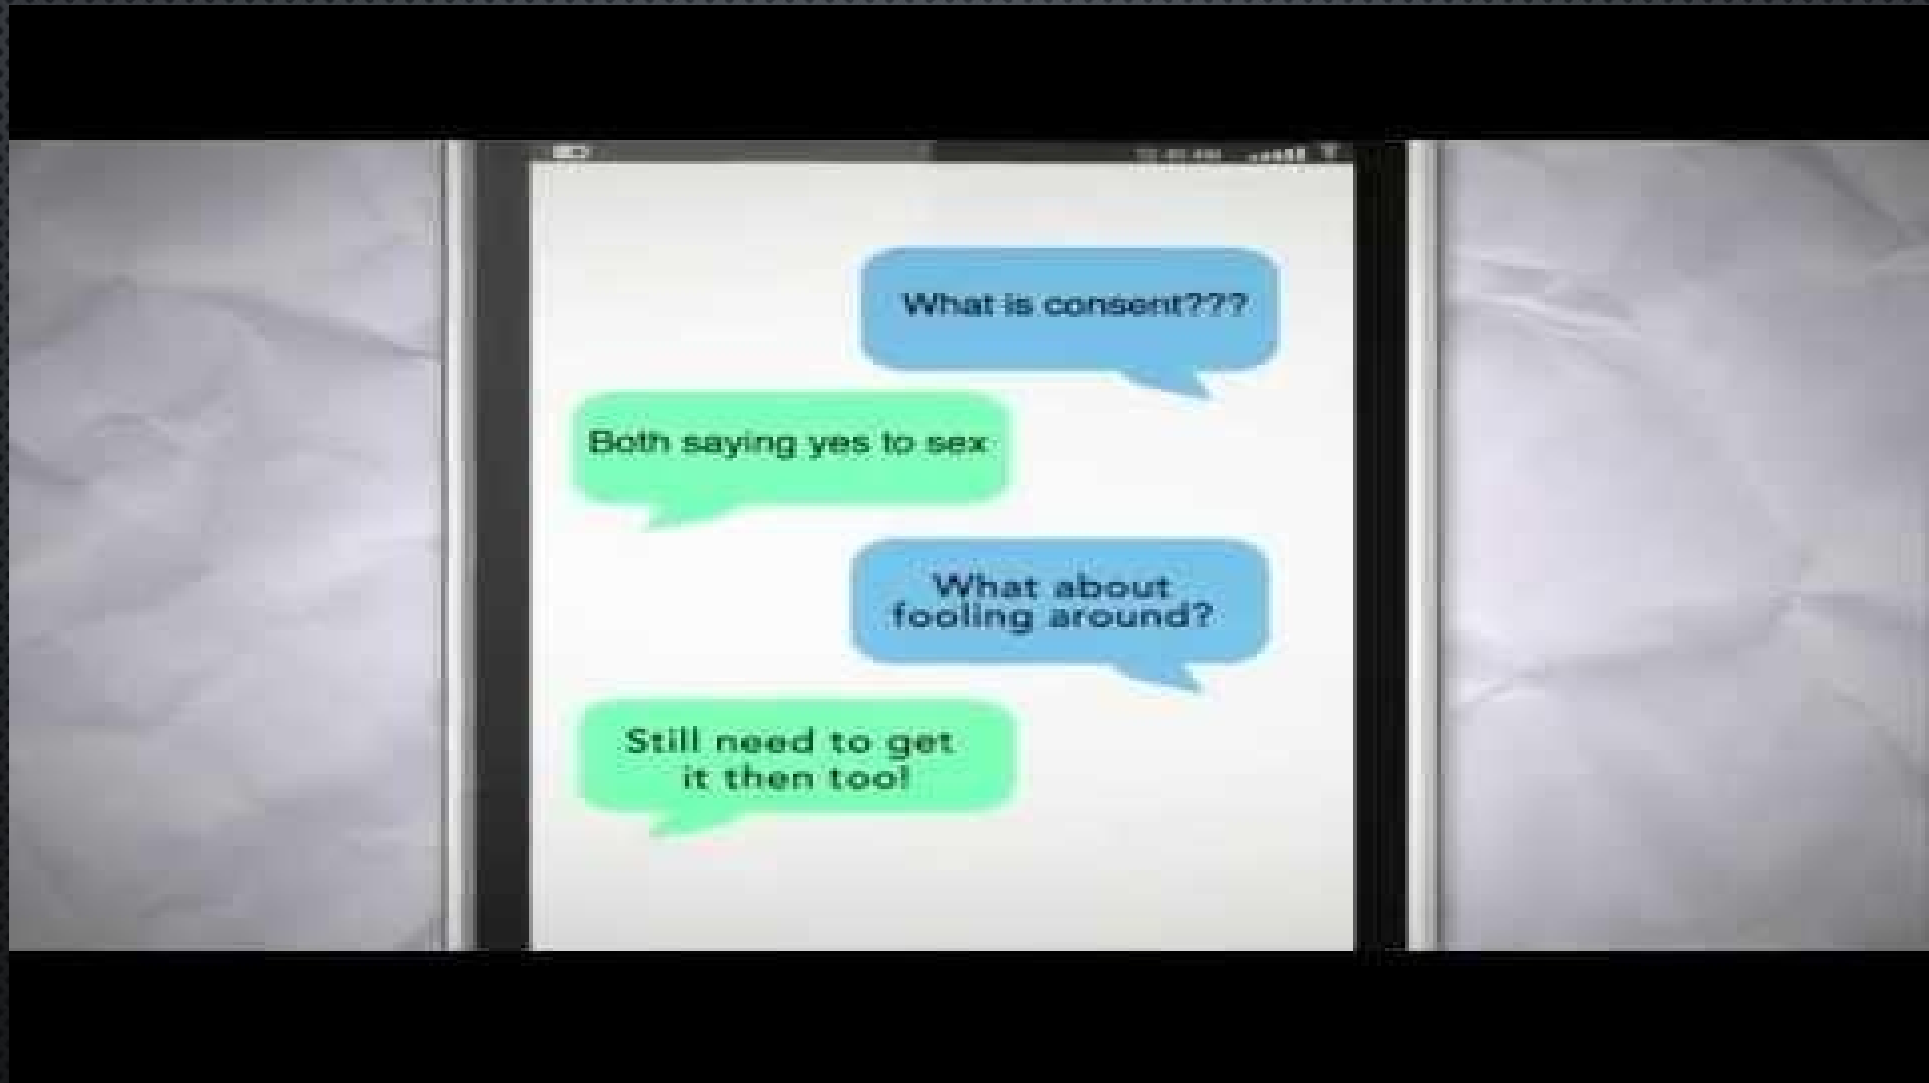 What is consent???
Both saying yes to sex
What about
fooling around?
Still need to get
it then too!